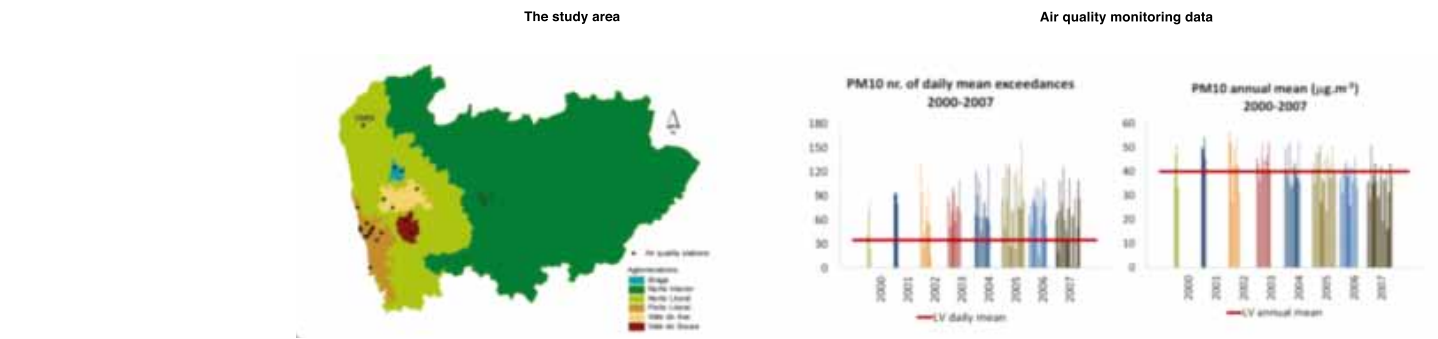 The study area
Air quality monitoring data
PM10 nr. of daily mean exceedances
2000-2007
180
150
120
90
60
30
0
2000
2001
2002
2003
2004
2005
2006
2007
LV daily mean
PM10 annual mean (µg.m⁻³)
2000-2007
60
50
40
30
20
10
0
2000
2001
2002
2003
2004
2005
2006
2007
LV annual mean
Air quality stations
Agglomerations
Braga
Norte Interior
Norte Litoral
Porto Litoral
Vale do Ave
Vale do Sousa